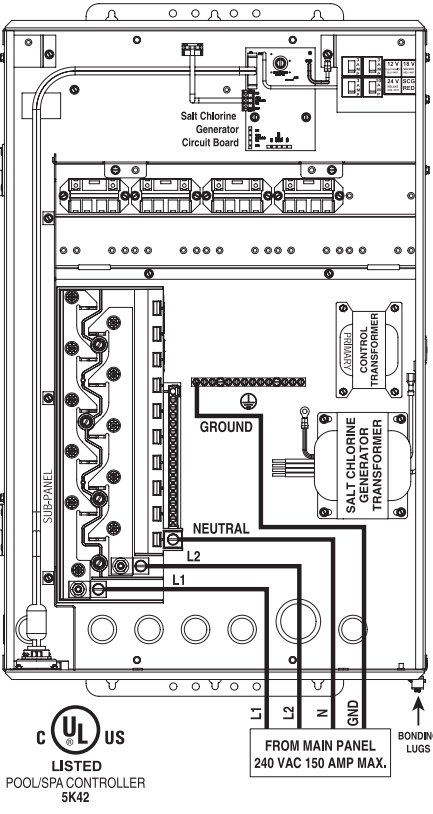 Salt Chlorine
Generator
Circuit Board
12 V
18 V
24 V
SCG
RED
PRIMARY
CONTROL
TRANSFORMER
GROUND
SALT CHLORINE
GENERATOR
TRANSFORMER
SUB-PANEL
NEUTRAL
L2
L1
L1
L2
N
GND
FROM MAIN PANEL
240 VAC 150 AMP MAX.
BONDING
LUGS
C UL US
®
LISTED
POOL/SPA CONTROLLER
5K42